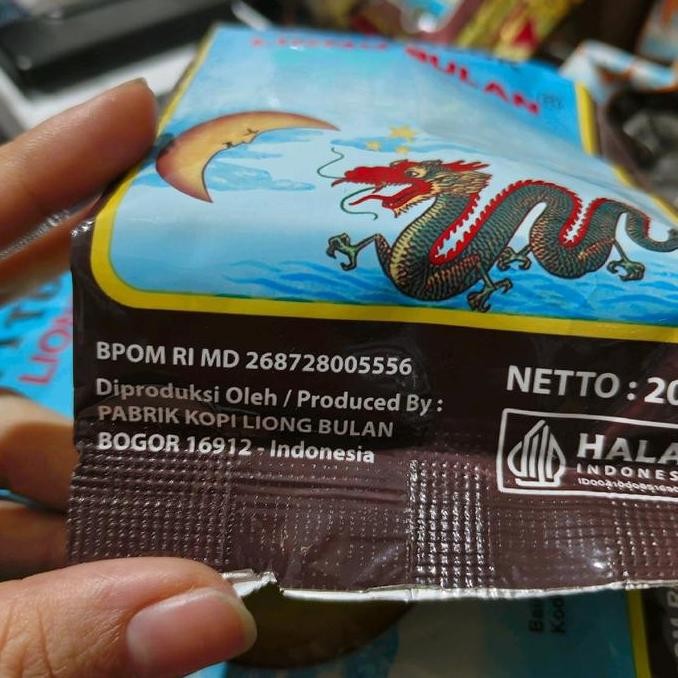 BULAN
BPOM RI MD 268728005556
Diproduksi Oleh / Produced By :
PABRIK KOPI LIONG BULAN
BOGOR 16912 - Indonesia
NETTO : 20
HALA
INDONES
LION